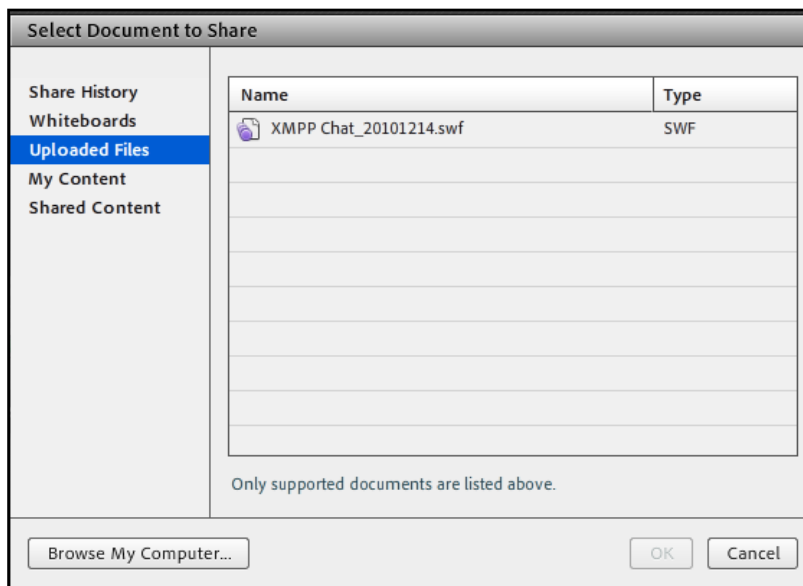 Select Document to Share
Share History
Whiteboards
Uploaded Files
My Content
Shared Content
Name Type
XMPP Chat_20101214.swf SWF
Only supported documents are listed above.
Browse My Computer... OK Cancel